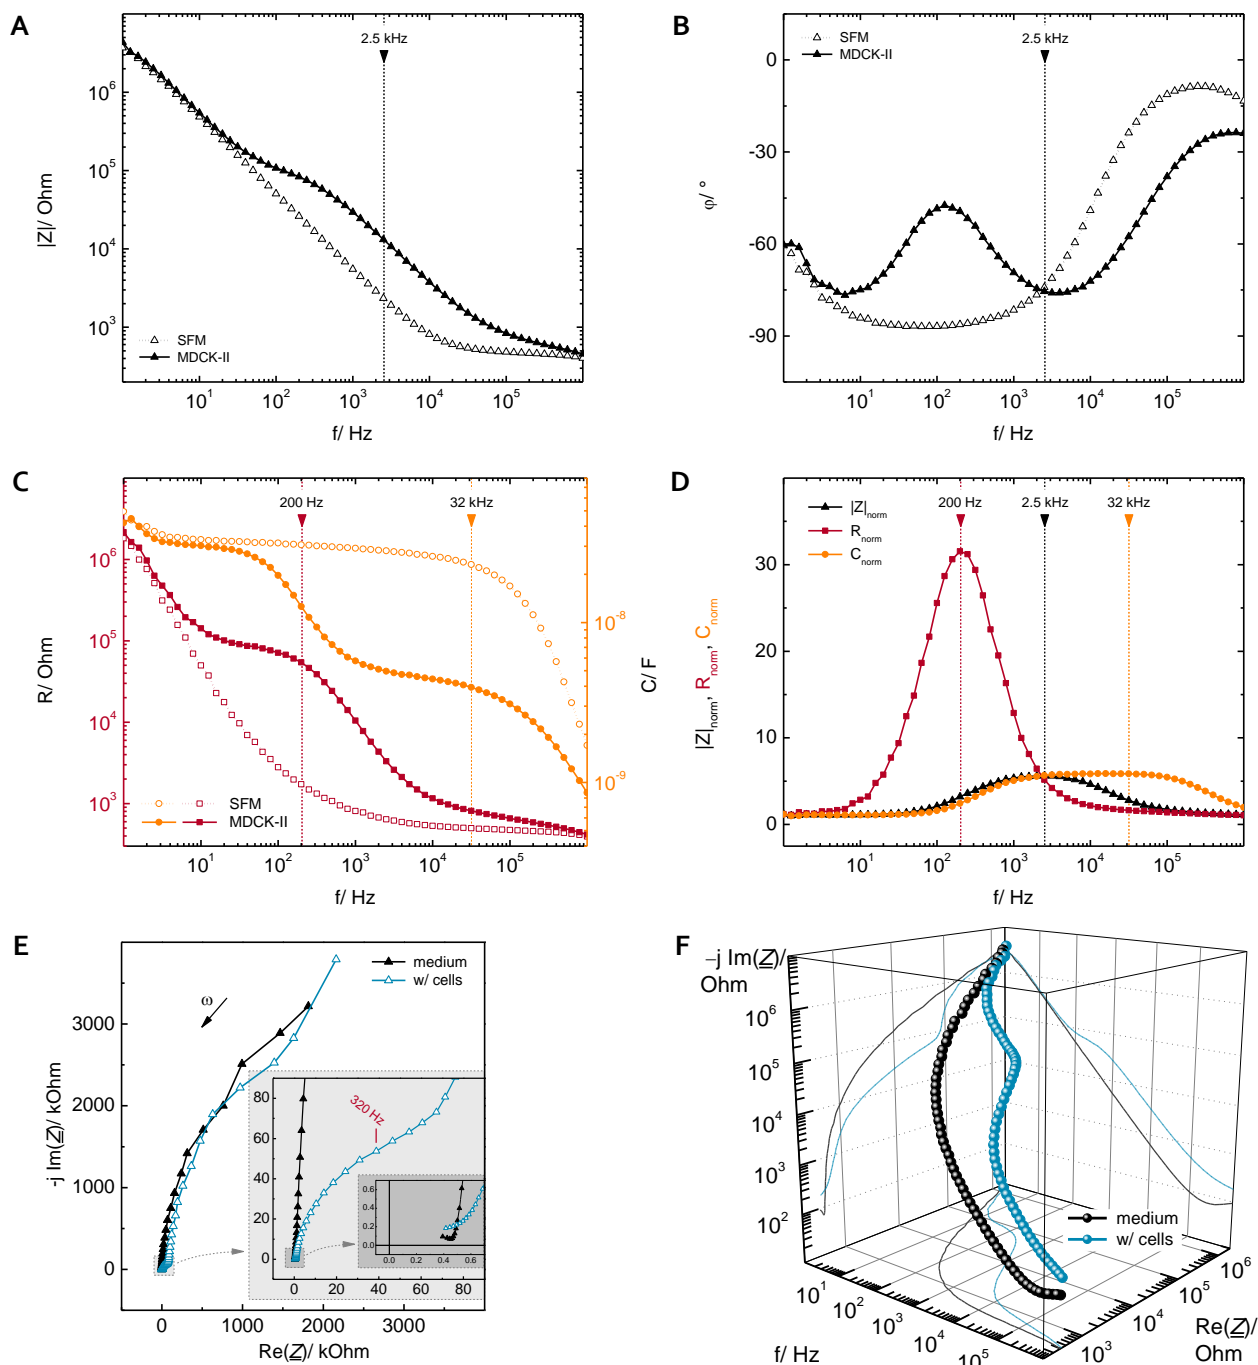 A
2.5 kHz
10^6
10^5
10^4
10^3
|Z|/ Ohm
SFM
MDCK-II
10^1 10^2 10^3 10^4 10^5
f/ Hz
B
SFM
MDCK-II
2.5 kHz
0
-30
-60
-90
φ/ °
10^1 10^2 10^3 10^4 10^5
f/ Hz
C
200 Hz
32 kHz
10^6
10^5
10^4
10^3
R/ Ohm
10^-8
10^-9
C/ F
SFM
MDCK-II
10^1 10^2 10^3 10^4 10^5
f/ Hz
D
|Z|norm
Rnorm
Cnorm
200 Hz
2.5 kHz
32 kHz
30
20
10
0
|Z|norm, Rnorm, Cnorm
10^1 10^2 10^3 10^4 10^5
f/ Hz
E
medium
w/ cells
ω
3000
2000
1000
0
-j Im(Z)/ kOhm
80
60
40
20
0
320 Hz
0.6
0.4
0.2
0.0
0.0 0.2 0.4 0.6
0 20 40 60 80
0 1000 2000 3000
Re(Z)/ kOhm
F
–j Im(Z)/
Ohm
10^6
10^5
10^4
10^3
10^2
medium
w/ cells
10^1 10^2 10^3 10^4 10^5
f/ Hz
10^3 10^4 10^5 10^6
Re(Z)/
Ohm